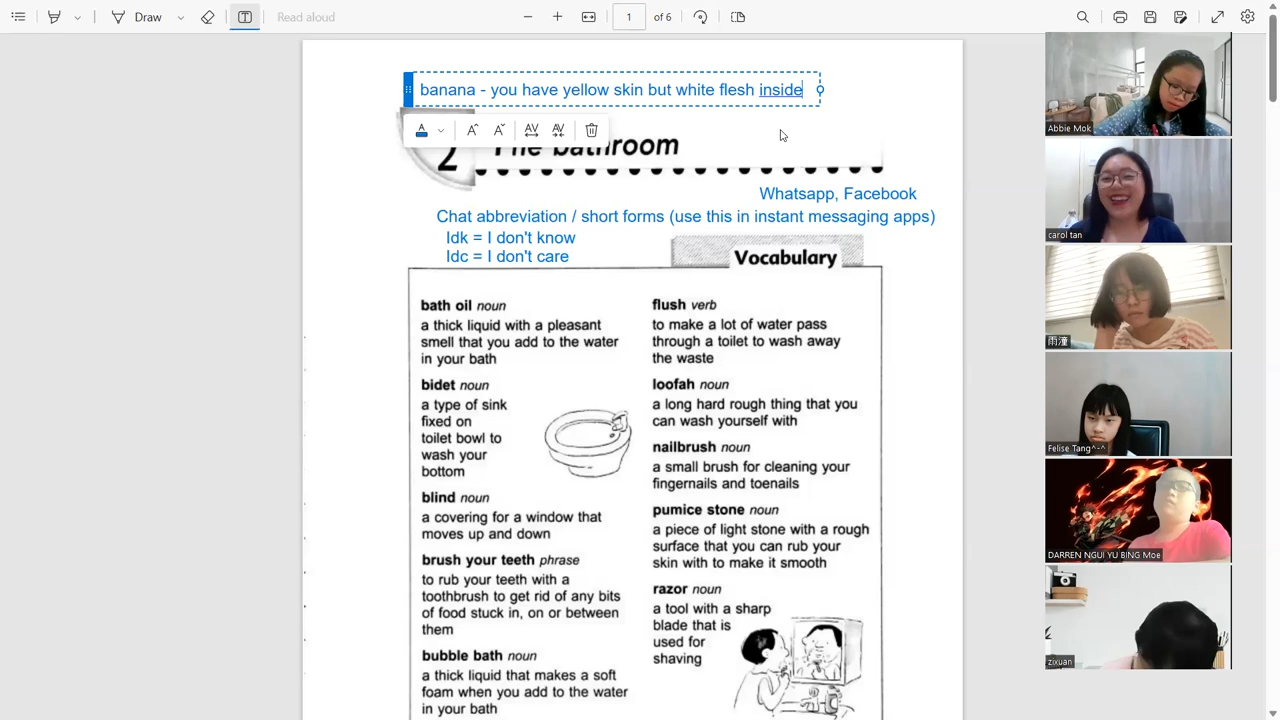 Draw
Read aloud
1
of 6
banana - you have yellow skin but white flesh inside
2
The bathroom
Whatsapp, Facebook
Chat abbreviation / short forms (use this in instant messaging apps)
Idk = I don't know
Idc = I don't care
Vocabulary
bath oil noun
a thick liquid with a pleasant
smell that you add to the water
in your bath
bidet noun
a type of sink
fixed on
toilet bowl to
wash your
bottom
blind noun
a covering for a window that
moves up and down
brush your teeth phrase
to rub your teeth with a
toothbrush to get rid of any bits
of food stuck in, on or between
them
bubble bath noun
a thick liquid that makes a soft
foam when you add to the water
in your bath
flush verb
to make a lot of water pass
through a toilet to wash away
the waste
loofah noun
a long hard rough thing that you
can wash yourself with
nailbrush noun
a small brush for cleaning your
fingernails and toenails
pumice stone noun
a piece of light stone with a rough
surface that you can rub your
skin with to make it smooth
razor noun
a tool with a sharp
blade that is
used for
shaving
Abbie Mok
carol tan
雨潼
Felise Tang^-^
DARREN NGUI YU BING Moe
zixuan